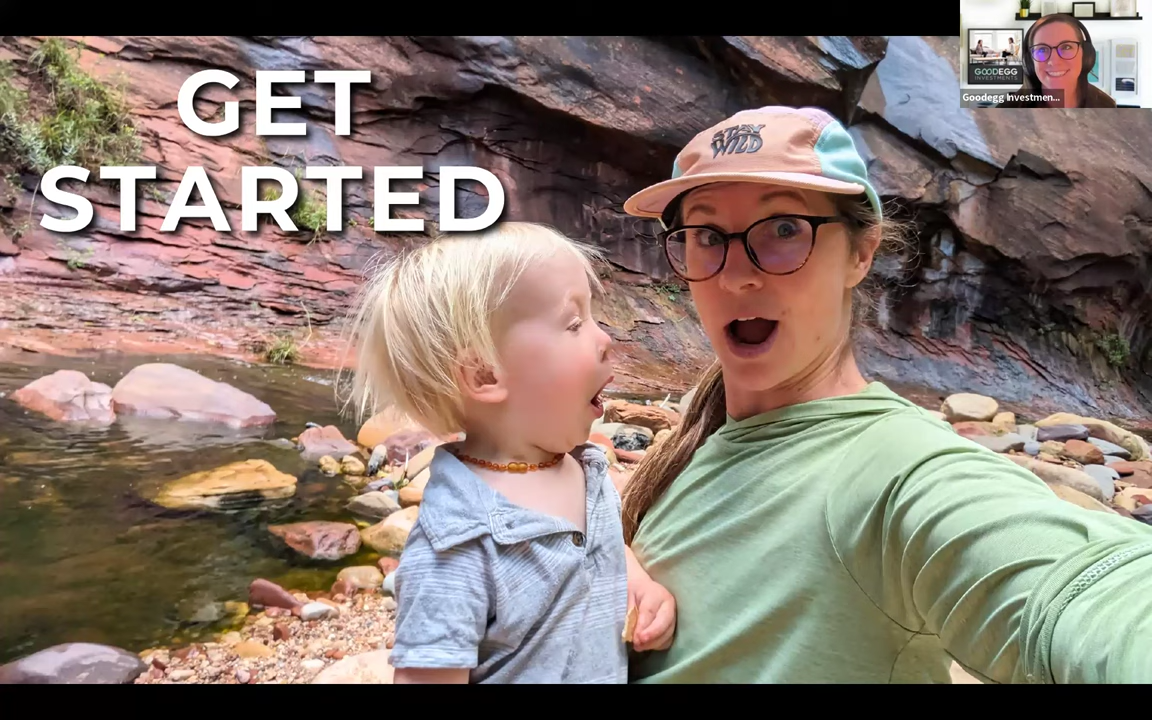 GET
STARTED
STAY
WILD
GOODEGG
INVESTMENTS
Goodegg Investmen...